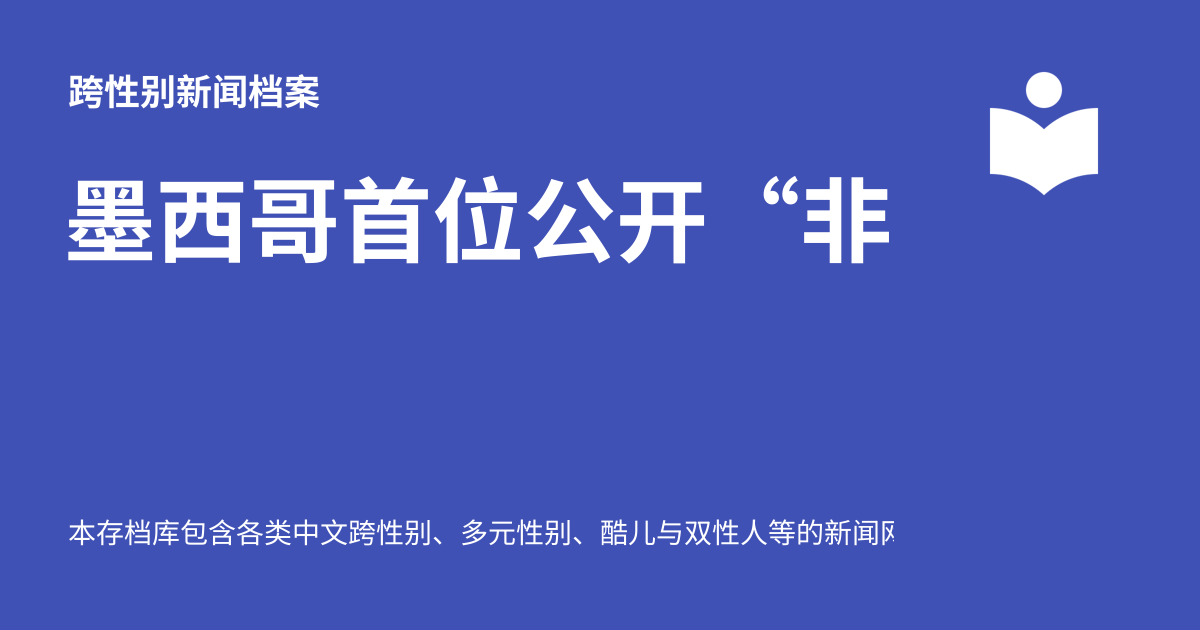 跨性别新闻档案
墨西哥首位公开“非
本存档库包含各类中文跨性别、多元性别、酷儿与双性人等的新闻